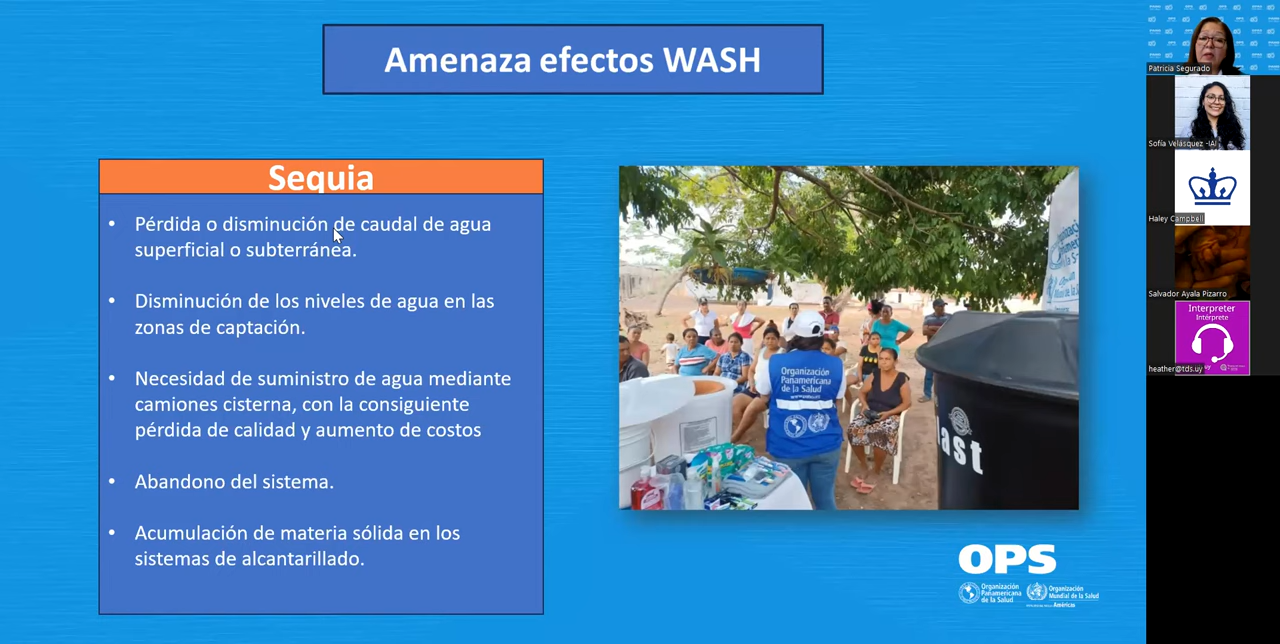 Amenaza efectos WASH
Sequia
• Pérdida o disminución de caudal de agua
superficial o subterránea.
• Disminución de los niveles de agua en las
zonas de captación.
• Necesidad de suministro de agua mediante
camiones cisterna, con la consiguiente
pérdida de calidad y aumento de costos
• Abandono del sistema.
• Acumulación de materia sólida en los
sistemas de alcantarillado.
Organización
Panamericana
de la Salud
ast
OPS
Organización
Panamericana
de la Salud
Organización
Mundial de la Salud
Américas
Patricia Segurado
Sofía Velásquez -IAI
Haley Campbell
Salvador Ayala Pizarro
Interpreter
Intérprete
heather@tds.uy